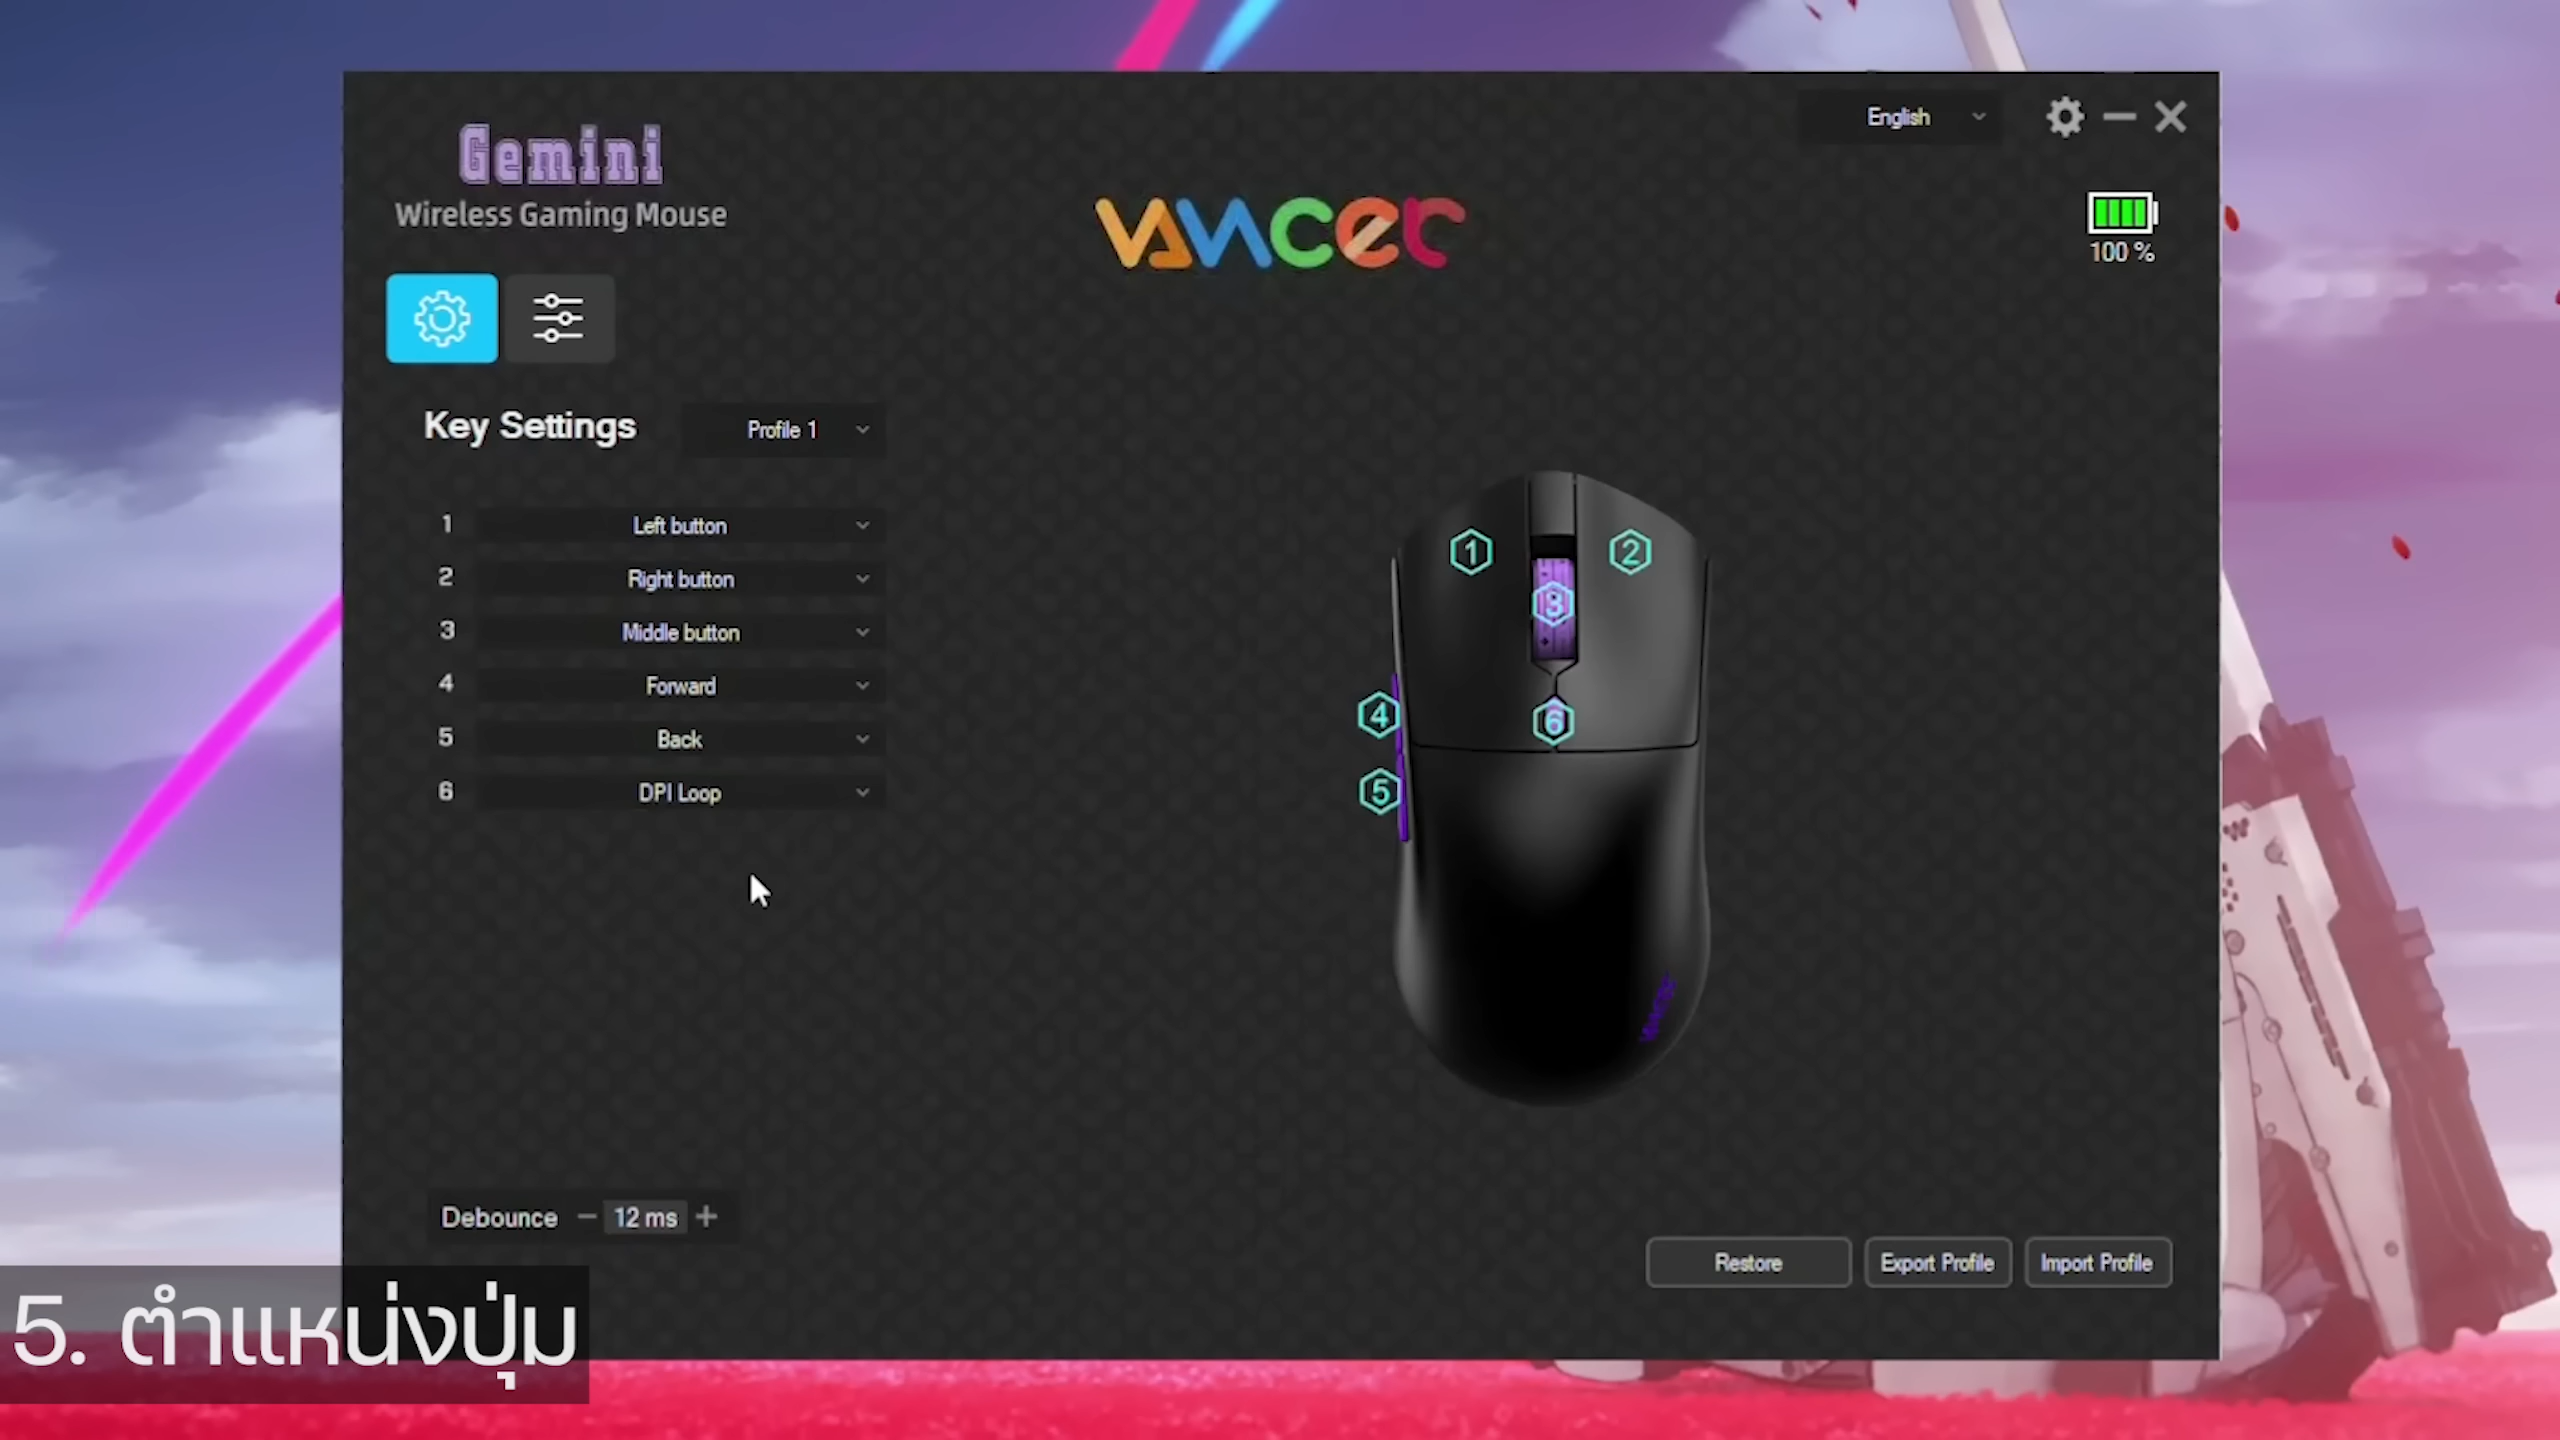 Gemini
Wireless Gaming Mouse
English
VANCER
100 %
Key Settings
Profile 1
1 Left button
2 Right button
3 Middle button
4 Forward
5 Back
6 DPI Loop
1
2
3
4
6
5
VANCER
Debounce − 12 ms +
Restore
Export Profile
Import Profile
5. ตำแหน่งปุ่ม